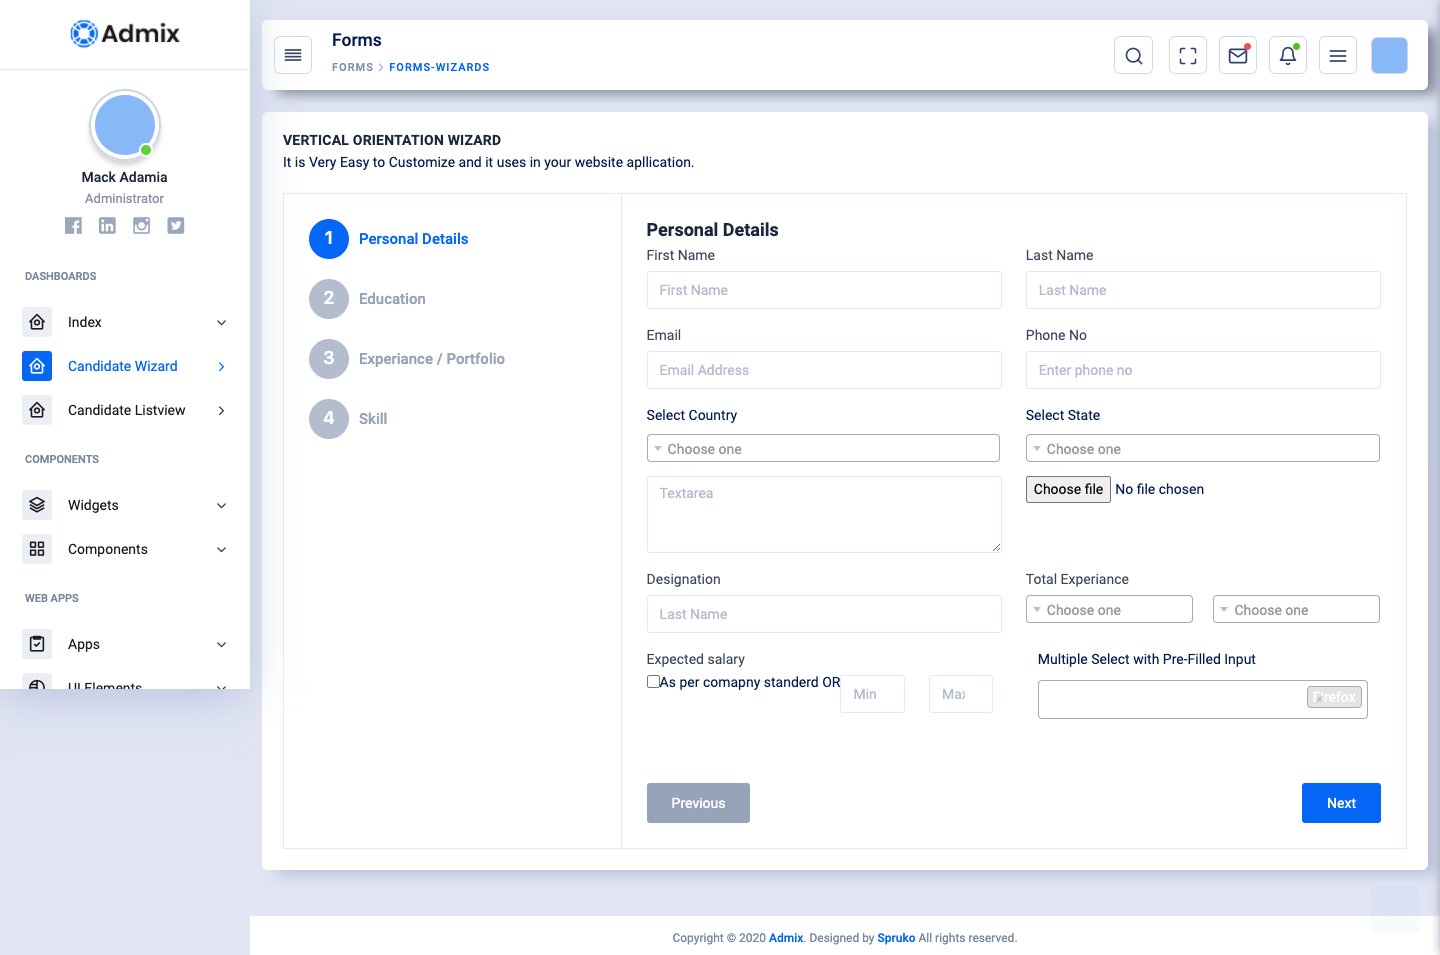 Admix
Mack Adamia
Administrator
DASHBOARDS
Index
Candidate Wizard
Candidate Listview
COMPONENTS
Widgets
Components
WEB APPS
Apps
UI Elements
Forms
FORMS > FORMS-WIZARDS
VERTICAL ORIENTATION WIZARD
It is Very Easy to Customize and it uses in your website apllication.
1 Personal Details
2 Education
3 Experiance / Portfolio
4 Skill
Personal Details
First Name Last Name
First Name Last Name
Email Phone No
Email Address Enter phone no
Select Country Select State
Choose one Choose one
Textarea Choose file No file chosen
Designation Total Experiance
Last Name Choose one Choose one
Expected salary Multiple Select with Pre-Filled Input
As per comapny standerd OR Min Max
× Firefox
Previous Next
Copyright © 2020 Admix. Designed by Spruko All rights reserved.